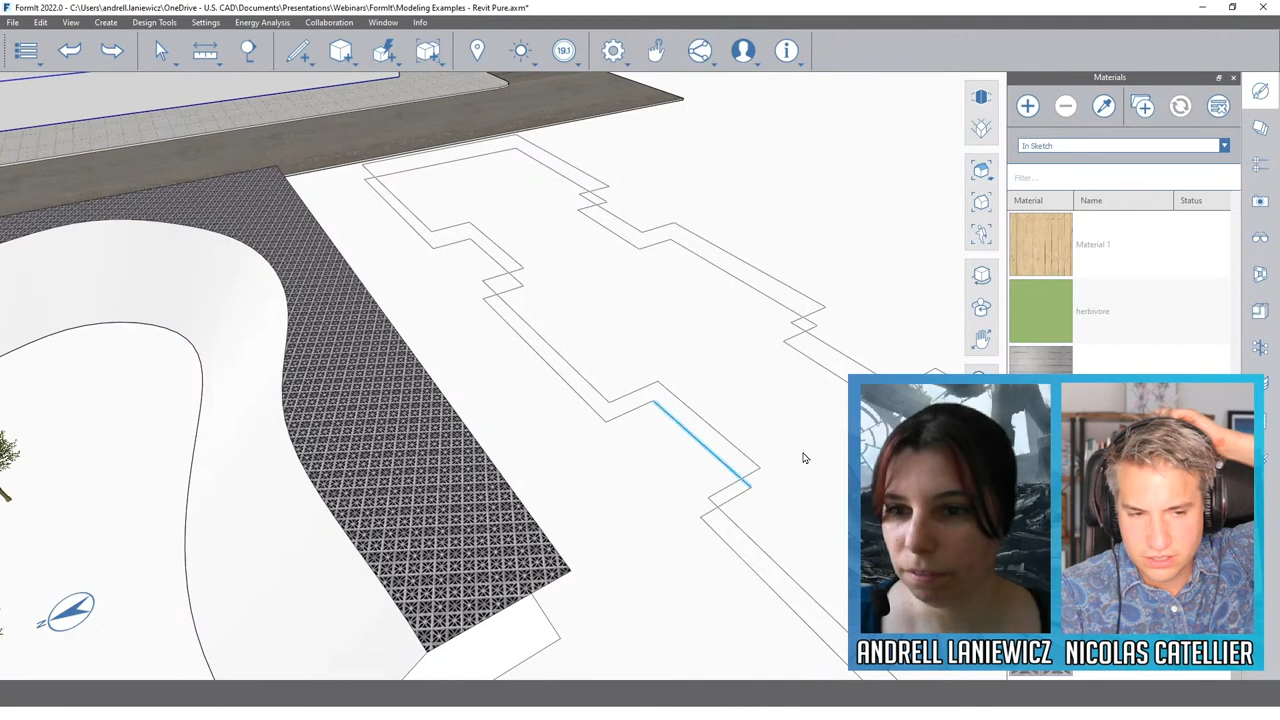 FormIt 2022.0 - C:\Users\andrell.laniewicz\OneDrive - U.S. CAD\Documents\Presentations\Webinars\FormIt\Modeling Examples - Revit Pure.axm*
File Edit View Create Design Tools Settings Energy Analysis Collaboration Window Info
19.1
Materials
In Sketch
Filter...
Material Name Status
Material 1
herbivore
N
ANDRELL LANIEWICZ NICOLAS CATELLIER